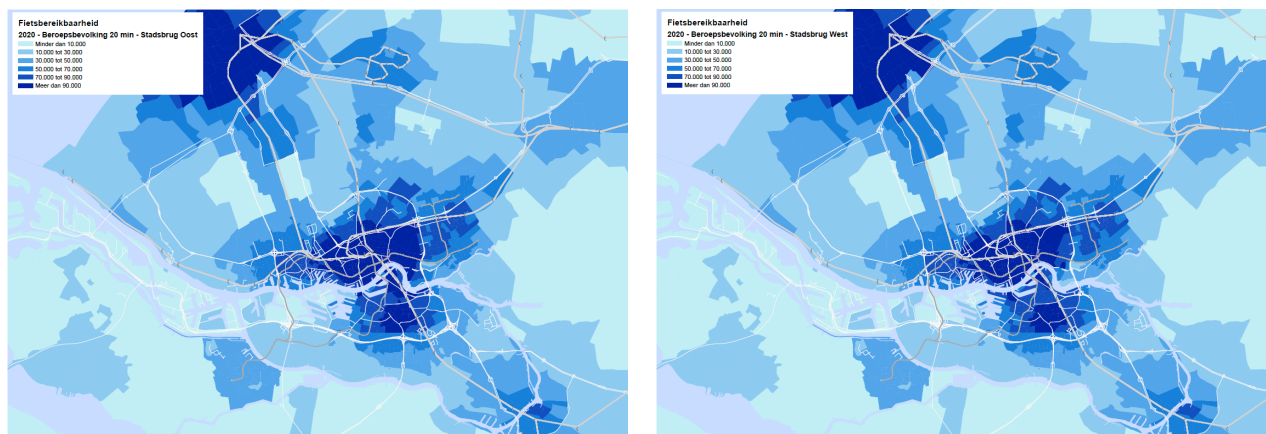 Fietsbereikbaarheid
2020 - Beroepsbevolking 20 min - Stadsbrug Oost
Minder dan 10.000
10.000 tot 30.000
30.000 tot 50.000
50.000 tot 70.000
70.000 tot 90.000
Meer dan 90.000
Fietsbereikbaarheid
2020 - Beroepsbevolking 20 min - Stadsbrug West
Minder dan 10.000
10.000 tot 30.000
30.000 tot 50.000
50.000 tot 70.000
70.000 tot 90.000
Meer dan 90.000